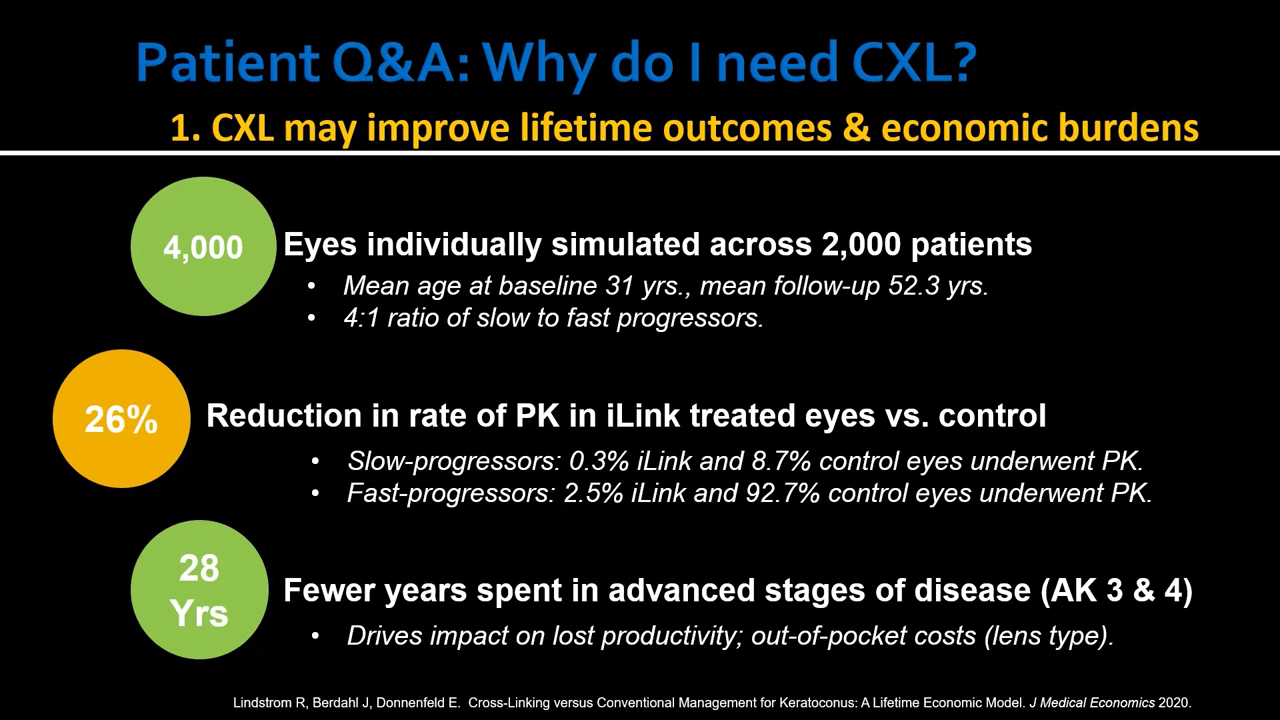 Patient Q&A: Why do I need CXL?
1. CXL may improve lifetime outcomes & economic burdens
4,000
Eyes individually simulated across 2,000 patients
• Mean age at baseline 31 yrs., mean follow-up 52.3 yrs.
• 4:1 ratio of slow to fast progressors.
26%
Reduction in rate of PK in iLink treated eyes vs. control
• Slow-progressors: 0.3% iLink and 8.7% control eyes underwent PK.
• Fast-progressors: 2.5% iLink and 92.7% control eyes underwent PK.
28
Yrs
Fewer years spent in advanced stages of disease (AK 3 & 4)
• Drives impact on lost productivity; out-of-pocket costs (lens type).
Lindstrom R, Berdahl J, Donnenfeld E. Cross-Linking versus Conventional Management for Keratoconus: A Lifetime Economic Model. J Medical Economics 2020.